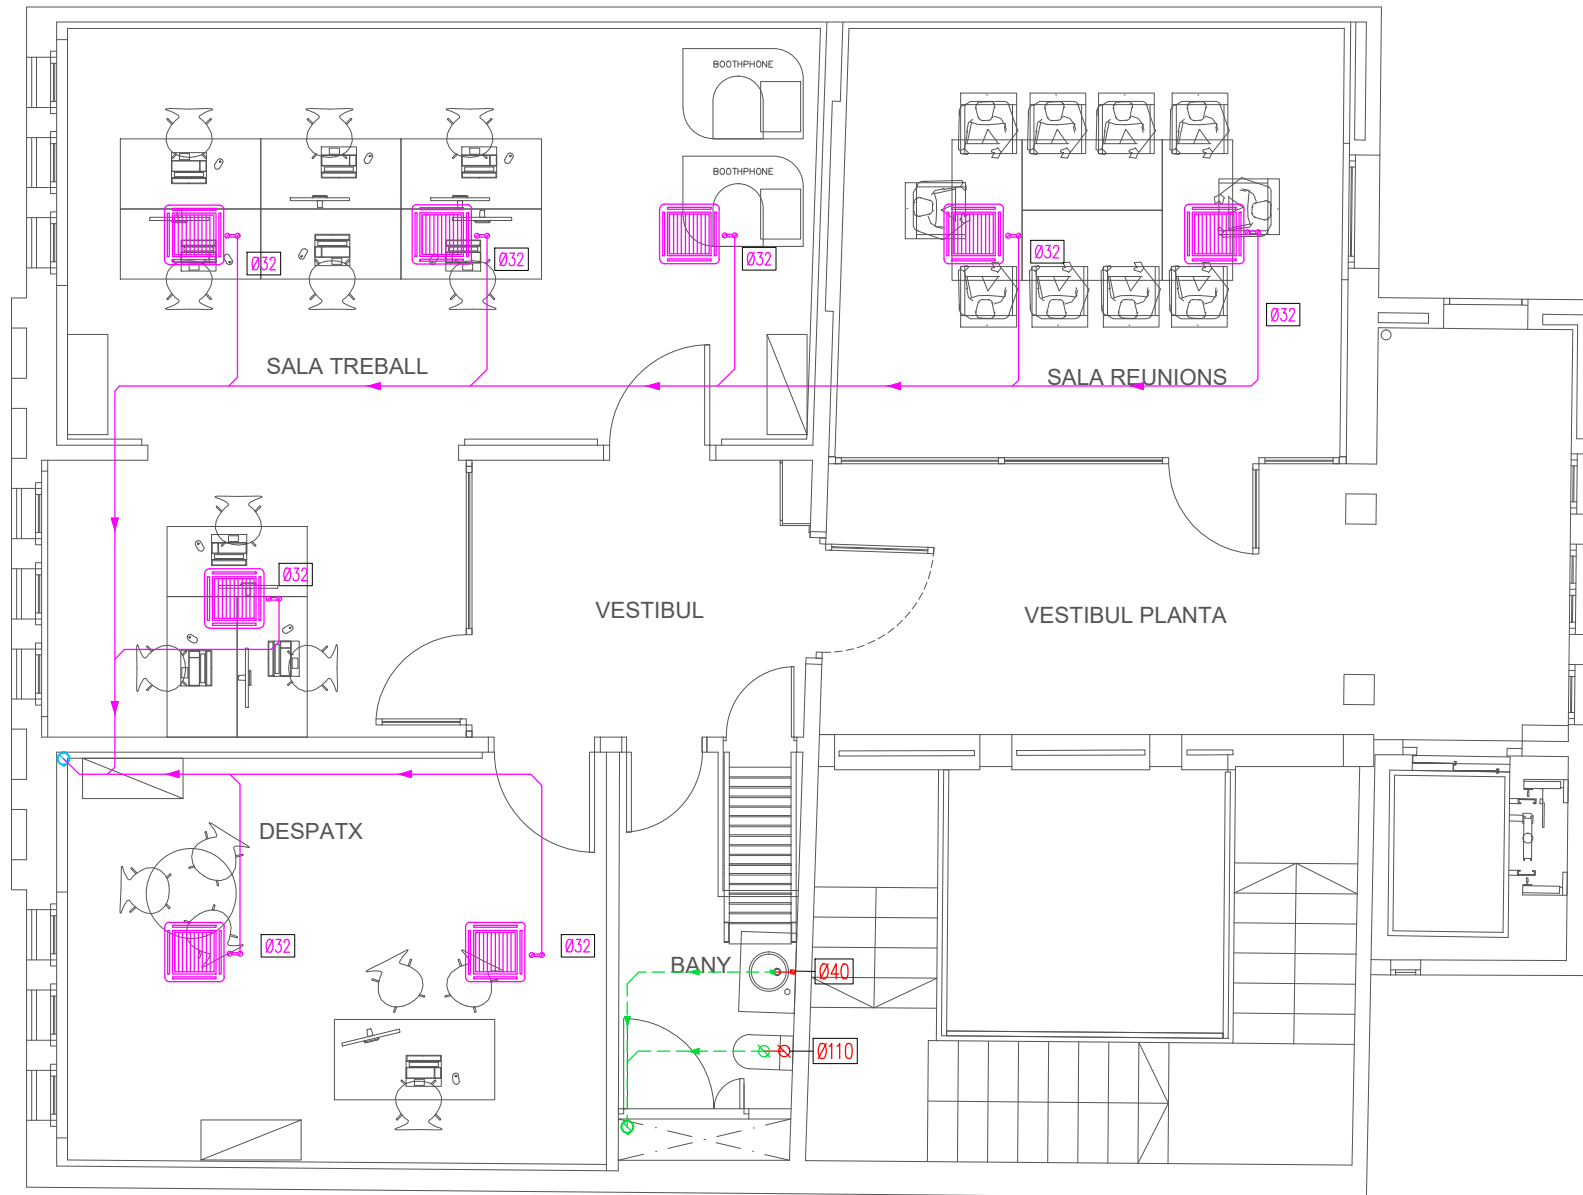 BOOTHPHONE
BOOTHPHONE
Ø32
Ø32
Ø32
Ø32
Ø32
SALA TREBALL
SALA REUNIONS
Ø32
VESTIBUL
VESTIBUL PLANTA
DESPATX
Ø32
Ø32
BANY
Ø40
Ø110